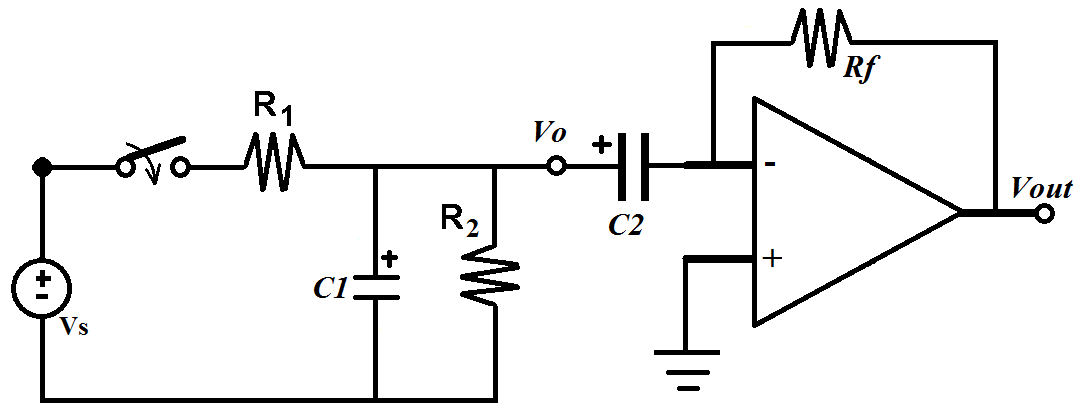 Rf
R1
Vo
+
-
Vout
C2
R2
+
C1
+
+
-
Vs